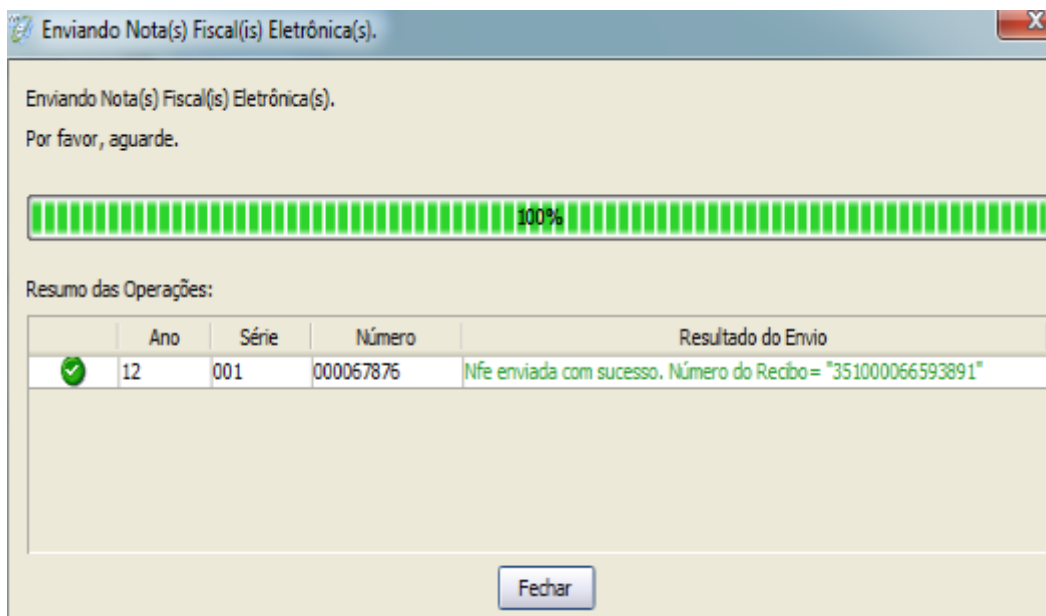 Enviando Nota(s) Fiscal(is) Eletrônica(s).
X
Enviando Nota(s) Fiscal(is) Eletrônica(s).
Por favor, aguarde.
100%
Resumo das Operações:
Ano Série Número Resultado do Envio
12 001 000067876 Nfe enviada com sucesso. Número do Recibo= "351000066593891"
Fechar